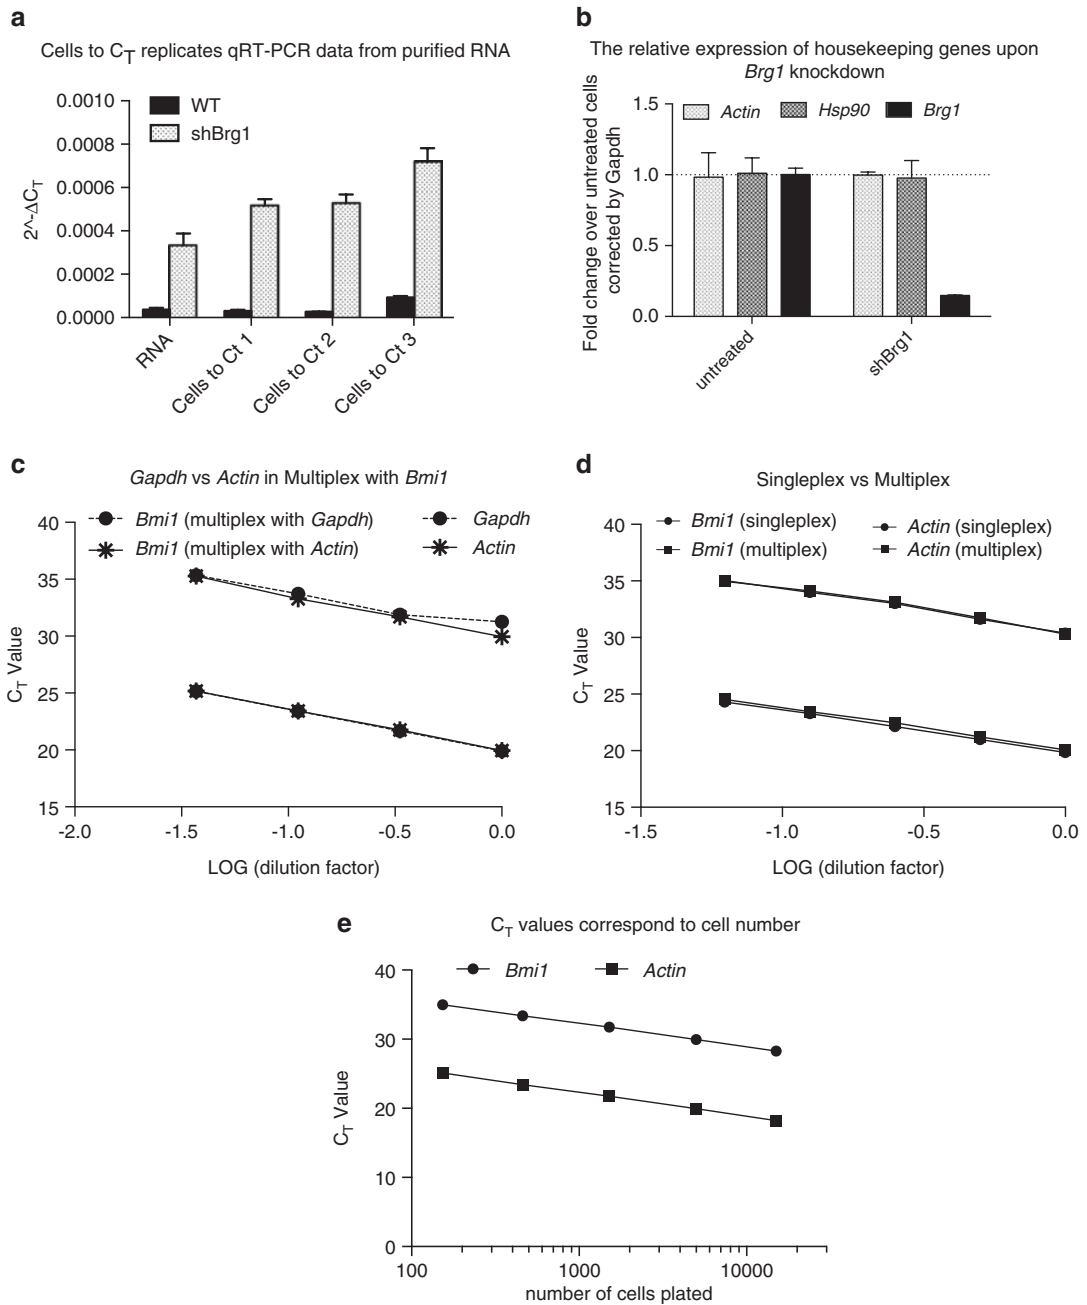 a
Cells to CT replicates qRT-PCR data from purified RNA
0.0010
0.0008
0.0006
0.0004
0.0002
0.0000
2^-ΔCT
WT
shBrg1
RNA
Cells to Ct 1
Cells to Ct 2
Cells to Ct 3
b
The relative expression of housekeeping genes upon
Brg1 knockdown
Fold change over untreated cells
corrected by Gapdh
1.5
1.0
0.5
0.0
Actin
Hsp90
Brg1
untreated
shBrg1
c
Gapdh vs Actin in Multiplex with Bmi1
Bmi1 (multiplex with Gapdh)
Gapdh
Bmi1 (multiplex with Actin)
Actin
40
35
30
25
20
15
CT Value
-2.0
-1.5
-1.0
-0.5
0.0
LOG (dilution factor)
d
Singleplex vs Multiplex
Bmi1 (singleplex)
Actin (singleplex)
Bmi1 (multiplex)
Actin (multiplex)
40
35
30
25
20
15
CT Value
-1.5
-1.0
-0.5
0.0
LOG (dilution factor)
e
CT values correspond to cell number
Bmi1
Actin
40
30
20
10
0
CT Value
100
1000
10000
number of cells plated